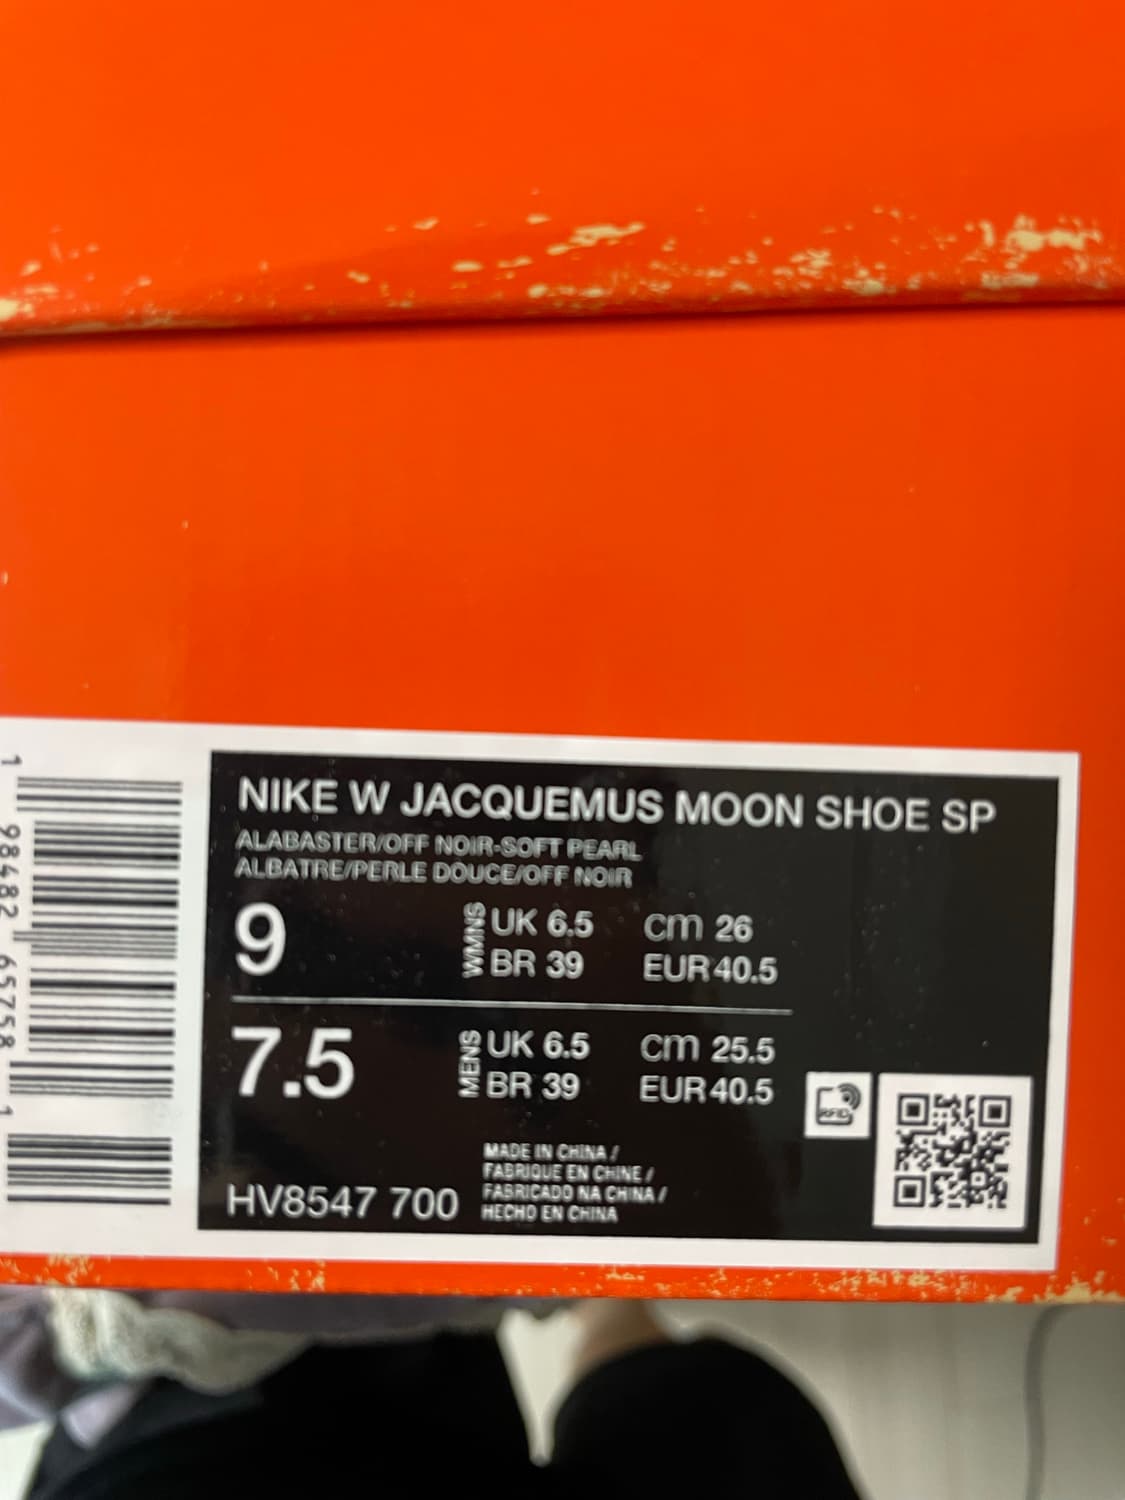 NIKE W JACQUEMUS MOON SHOE SP
ALABASTER/OFF NOIR-SOFT PEARL
ALBATRE/PERLE DOUCE/OFF NOIR
9
WMNS
UK 6.5 cm 26
BR 39 EUR 40.5
7.5
MENS
UK 6.5 cm 25.5
BR 39 EUR 40.5
HV8547 700
MADE IN CHINA /
FABRIQUE EN CHINE /
FABRICADO NA CHINA /
HECHO EN CHINA
RFID
1 98482 65758 1